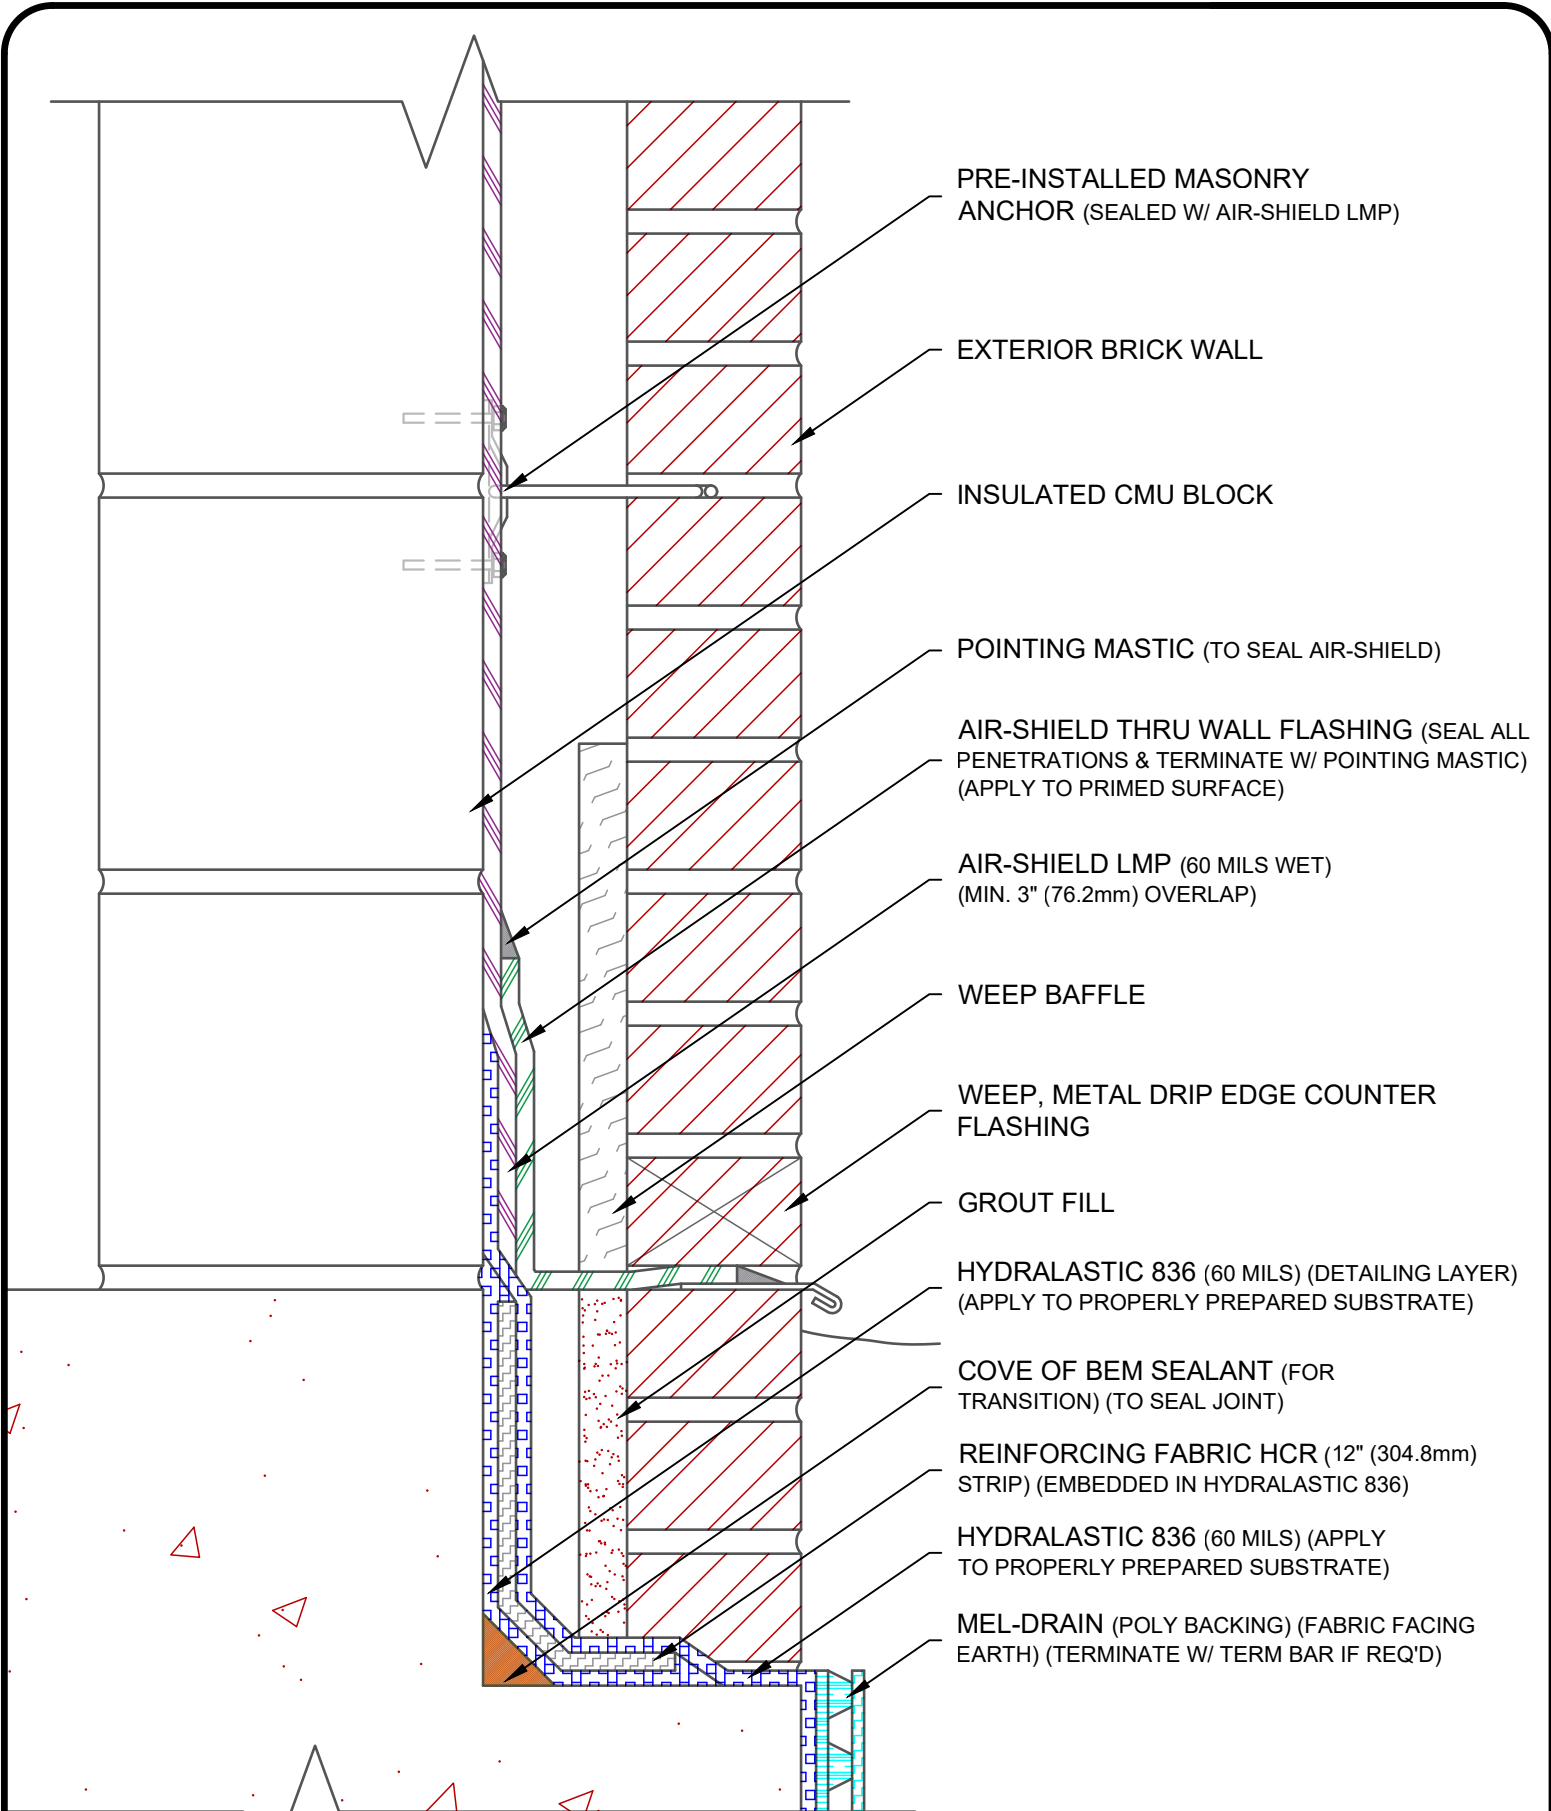 PRE-INSTALLED MASONRY
ANCHOR (SEALED W/ AIR-SHIELD LMP)
EXTERIOR BRICK WALL
INSULATED CMU BLOCK
POINTING MASTIC (TO SEAL AIR-SHIELD)
AIR-SHIELD THRU WALL FLASHING (SEAL ALL
PENETRATIONS & TERMINATE W/ POINTING MASTIC)
(APPLY TO PRIMED SURFACE)
AIR-SHIELD LMP (60 MILS WET)
(MIN. 3" (76.2mm) OVERLAP)
WEEP BAFFLE
WEEP, METAL DRIP EDGE COUNTER
FLASHING
GROUT FILL
HYDRALASTIC 836 (60 MILS) (DETAILING LAYER)
(APPLY TO PROPERLY PREPARED SUBSTRATE)
COVE OF BEM SEALANT (FOR
TRANSITION) (TO SEAL JOINT)
REINFORCING FABRIC HCR (12" (304.8mm)
STRIP) (EMBEDDED IN HYDRALASTIC 836)
HYDRALASTIC 836 (60 MILS) (APPLY
TO PROPERLY PREPARED SUBSTRATE)
MEL-DRAIN (POLY BACKING) (FABRIC FACING
EARTH) (TERMINATE W/ TERM BAR IF REQ'D)